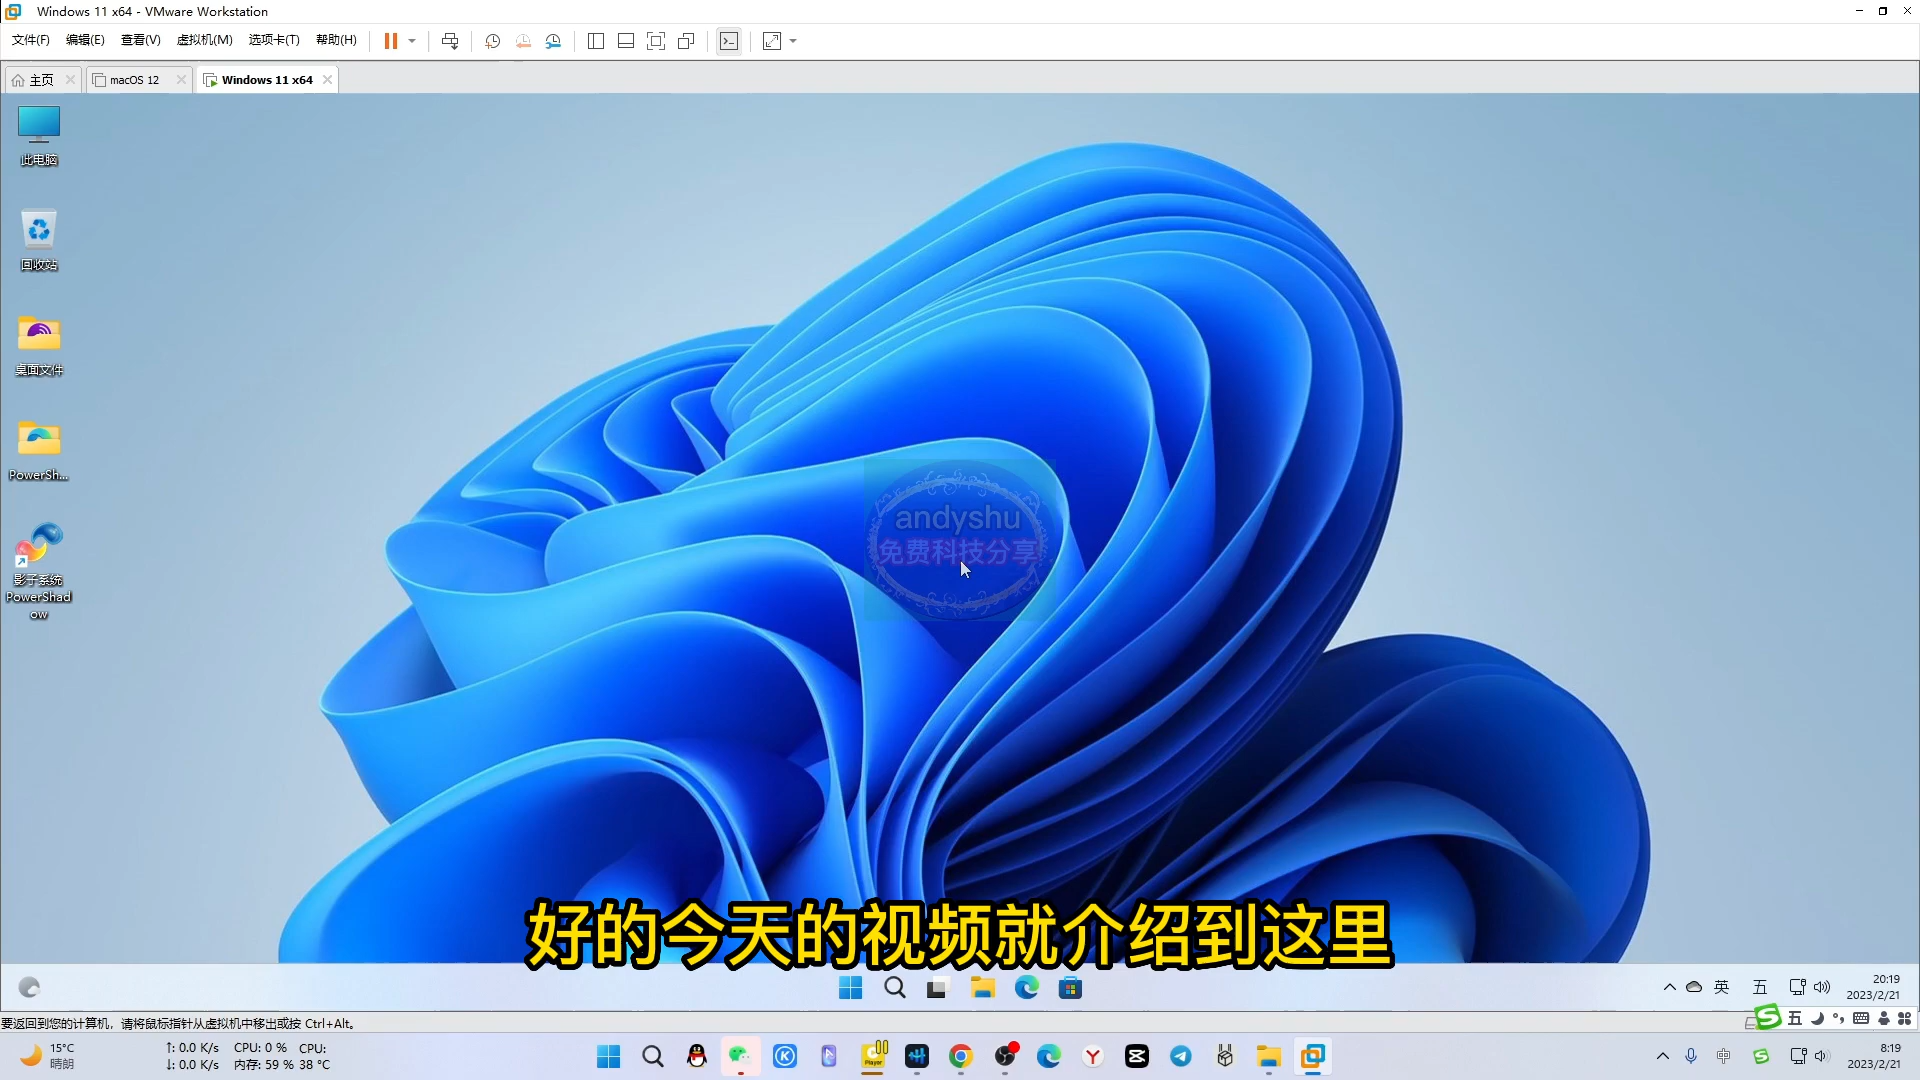 Windows 11 x64 - VMware Workstation
文件(F) 编辑(E) 查看(V) 虚拟机(M) 选项卡(T) 帮助(H)
主页 macOS 12 Windows 11 x64
此电脑
回收站
桌面文件
PowerSh...
影子系统
PowerShad
ow
andyshu
免费科技分享
好的今天的视频就介绍到这里
英 五 20:19
2023/2/21
要返回到您的计算机，请将鼠标指针从虚拟机中移出或按 Ctrl+Alt。
五
15°C
晴朗
↑: 0.0 K/s CPU: 0 % CPU:
↓: 0.0 K/s 内存: 59 % 38 °C
Player
中
8:19
2023/2/21